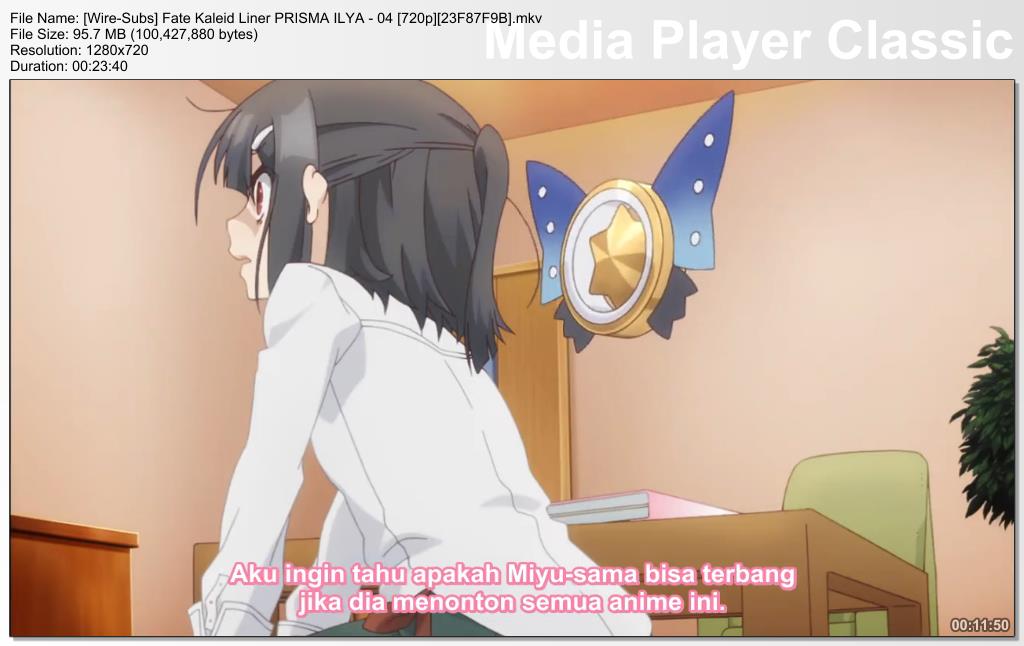 File Name: [Wire-Subs] Fate Kaleid Liner PRISMA ILYA - 04 [720p][23F87F9B].mkv
File Size: 95.7 MB (100,427,880 bytes)
Resolution: 1280x720
Duration: 00:23:40
Media Player Classic
Aku ingin tahu apakah Miyu-sama bisa terbang
jika dia menonton semua anime ini.
00:11:50